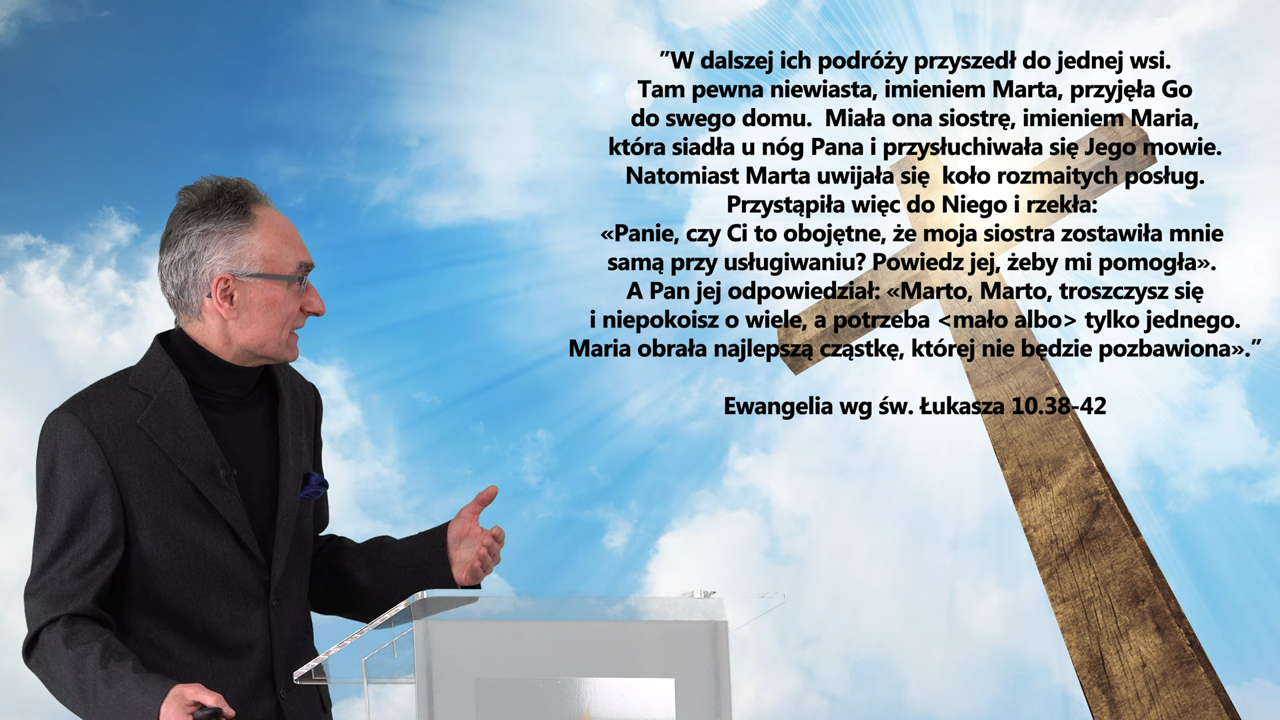 ”W dalszej ich podróży przyszedł do jednej wsi.
Tam pewna niewiasta, imieniem Marta, przyjęła Go
do swego domu.  Miała ona siostrę, imieniem Maria,
która siadła u nóg Pana i przysłuchiwała się Jego mowie.
Natomiast Marta uwijała się  koło rozmaitych posług.
Przystąpiła więc do Niego i rzekła:
«Panie, czy Ci to obojętne, że moja siostra zostawiła mnie
samą przy usługiwaniu? Powiedz jej, żeby mi pomogła».
A Pan jej odpowiedział: «Marto, Marto, troszczysz się
i niepokoisz o wiele, a potrzeba <mało albo> tylko jednego.
Maria obrała najlepszą cząstkę, której nie będzie pozbawiona».”
Ewangelia wg św. Łukasza 10.38-42